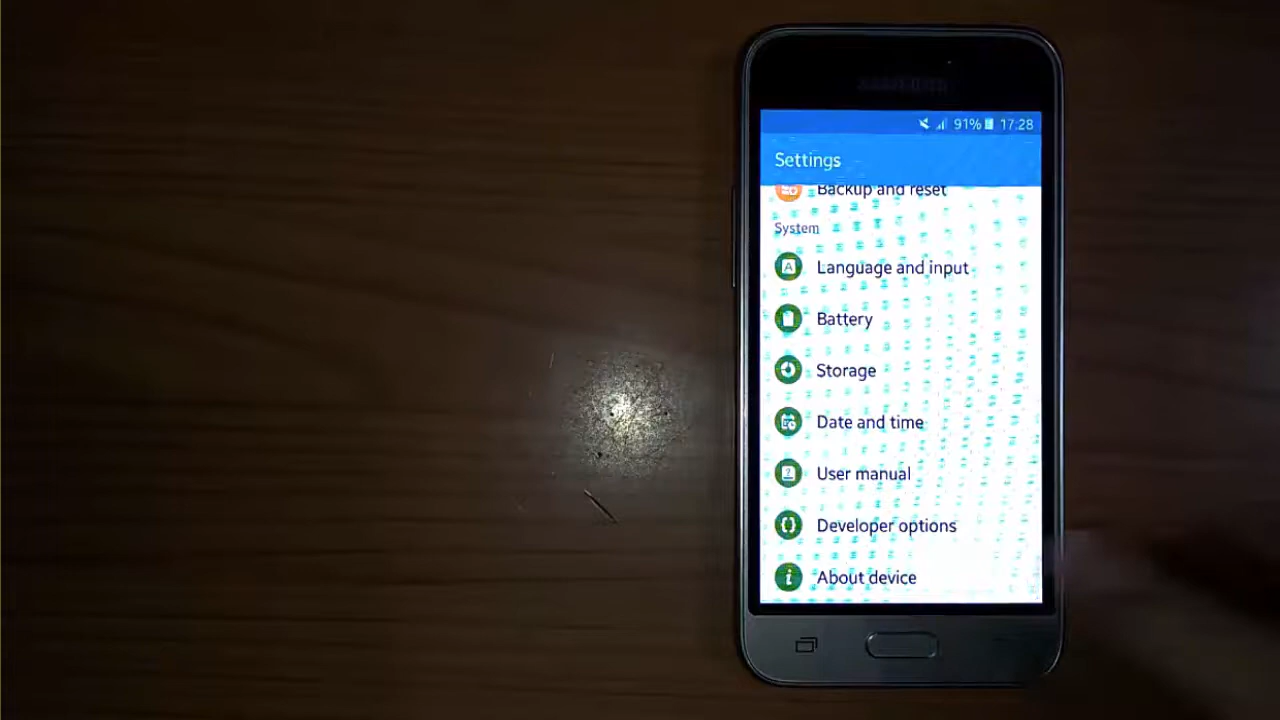 SAMSUNG
91% 17:28
Settings
Backup and reset
System
Language and input
Battery
Storage
Date and time
User manual
Developer options
About device